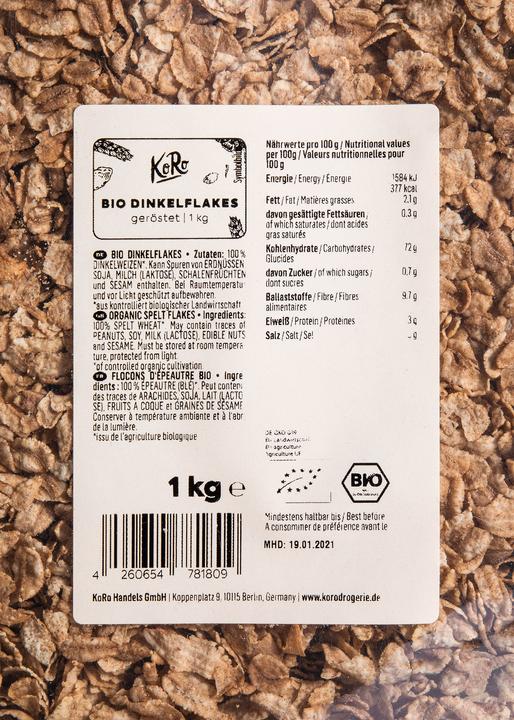 KoRo
Symbolbild
BIO DINKELFLAKES
geröstet | 1 kg
DE BIO DINKELFLAKES • Zutaten: 100 %
DINKELWEIZEN*. Kann Spuren von ERDNÜSSEN
SOJA, MILCH (LAKTOSE), SCHALENFRÜCHTEN
und SESAM enthalten. Bei Raumtemperatur
und vor Licht geschützt aufbewahren.
*aus kontrolliert biologischer Landwirtschaft
ORGANIC SPELT FLAKES • Ingredients:
100% SPELT WHEAT*. May contain traces of
PEANUTS, SOY, MILK (LACTOSE), EDIBLE NUTS
and SESAME. Must be stored at room tempera
ture, protected from light
*of controlled organic cultivation
FLOCONS D'ÉPEAUTRE BIO • Ingré
dients : 100 % ÉPEAUTRE (BLÉ)*. Peut conteni
des traces de ARACHIDES, SOJA, LAIT (LACTO
SE), FRUITS A COQUE et GRAINES DE SÉSAME
Conserver à température ambiante et à l'abr
de la lumière.
*issu de l'agriculture biologique
1 kg e
4 260654 781809
Nährwerte pro 100 g / Nutritional values
per 100g / Valeurs nutritionnelles pour
100 g
Energie / Energy / Énergie 1584 kJ
377 kcal
Fett / Fat / Matières grasses 2.1 g
davon gesättigte Fettsäuren / 0.3 g
of which saturates / dont acides
gras saturés
Kohlenhydrate / Carbohydrates / 72 g
Glucides
davon Zucker / of which sugars / 0.7 g
dont sucres
Ballaststoffe / Fibre / Fibres 9.7 g
alimentaires
Eiweiß / Protein / Protéines 3 g
Salz / Salt / Sel g
BIO
Mindestens haltbar bis / Best before
A consommer de préférence avant le
MHD: 19.01.2021
KoRo Handels GmbH | Koppenplatz 9, 10115 Berlin, Germany | www.korodrogerie.de